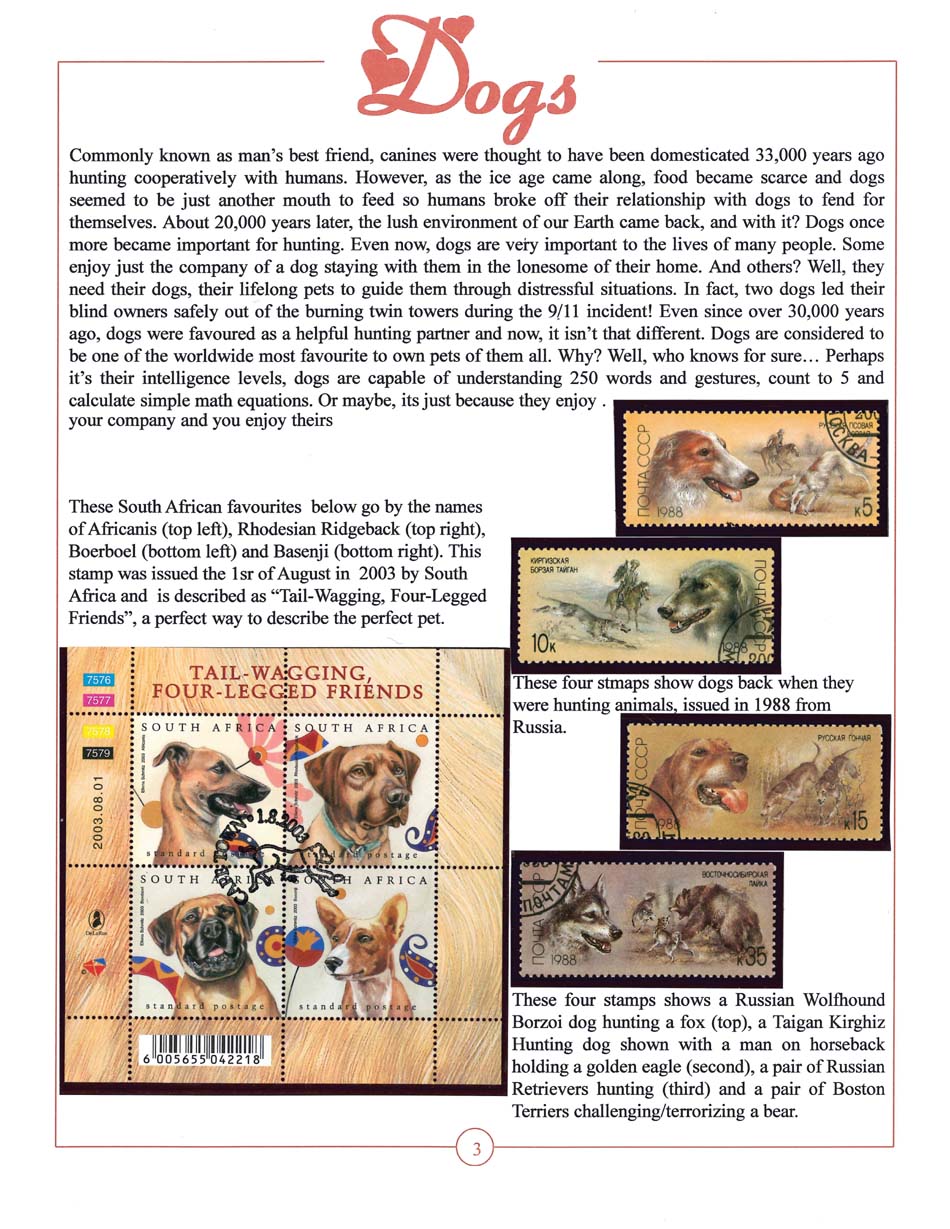 Dogs
Commonly known as man's best friend, canines were thought to have been domesticated 33,000 years ago
hunting cooperatively with humans. However, as the ice age came along, food became scarce and dogs
seemed to be just another mouth to feed so humans broke off their relationship with dogs to fend for
themselves. About 20,000 years later, the lush environment of our Earth came back, and with it? Dogs once
more became important for hunting. Even now, dogs are very important to the lives of many people. Some
enjoy just the company of a dog staying with them in the lonesome of their home. And others? Well, they
need their dogs, their lifelong pets to guide them through distressful situations. In fact, two dogs led their
blind owners safely out of the burning twin towers during the 9/11 incident! Even since over 30,000 years
ago, dogs were favoured as a helpful hunting partner and now, it isn't that different. Dogs are considered to
be one of the worldwide most favourite to own pets of them all. Why? Well, who knows for sure… Perhaps
it's their intelligence levels, dogs are capable of understanding 250 words and gestures, count to 5 and
calculate simple math equations. Or maybe, its just because they enjoy .
your company and you enjoy theirs
РУССКАЯ ПСОВАЯ
БОРЗАЯ
МОСКВА
200
ПОЧТА СССР
1988
к5
These South African favourites below go by the names
of Africanis (top left), Rhodesian Ridgeback (top right),
Boerboel (bottom left) and Basenji (bottom right). This
stamp was issued the 1sr of August in 2003 by South
Africa and is described as "Tail-Wagging, Four-Legged
Friends", a perfect way to describe the perfect pet.
КИРГИЗСКАЯ
БОРЗАЯ ТАЙГАН
ПОЧТА СССР
10к
1988
200
These four stmaps show dogs back when they
were hunting animals, issued in 1988 from
Russia.
РУССКАЯ ГОНЧАЯ
ПОЧТА СССР
1988
к15
ВОСТОЧНОСИБИРСКАЯ
ЛАЙКА
ПОЧТАМ
ПОЧТА СССР
1988
к35
These four stamps shows a Russian Wolfhound
Borzoi dog hunting a fox (top), a Taigan Kirghiz
Hunting dog shown with a man on horseback
holding a golden eagle (second), a pair of Russian
Retrievers hunting (third) and a pair of Boston
Terriers challenging/terrorizing a bear.
TAIL-WAGGING,
FOUR-LEGGED FRIENDS
7576
7577
7578
7579
2003.08.01
SOUTH AFRICA
SOUTH AFRICA
standard postage
standard postage
CAPE TOWN 1.8.2003
SOUTH AFRICA
SOUTH AFRICA
standard postage
standard postage
DeLaRue
6 005655 042218
3